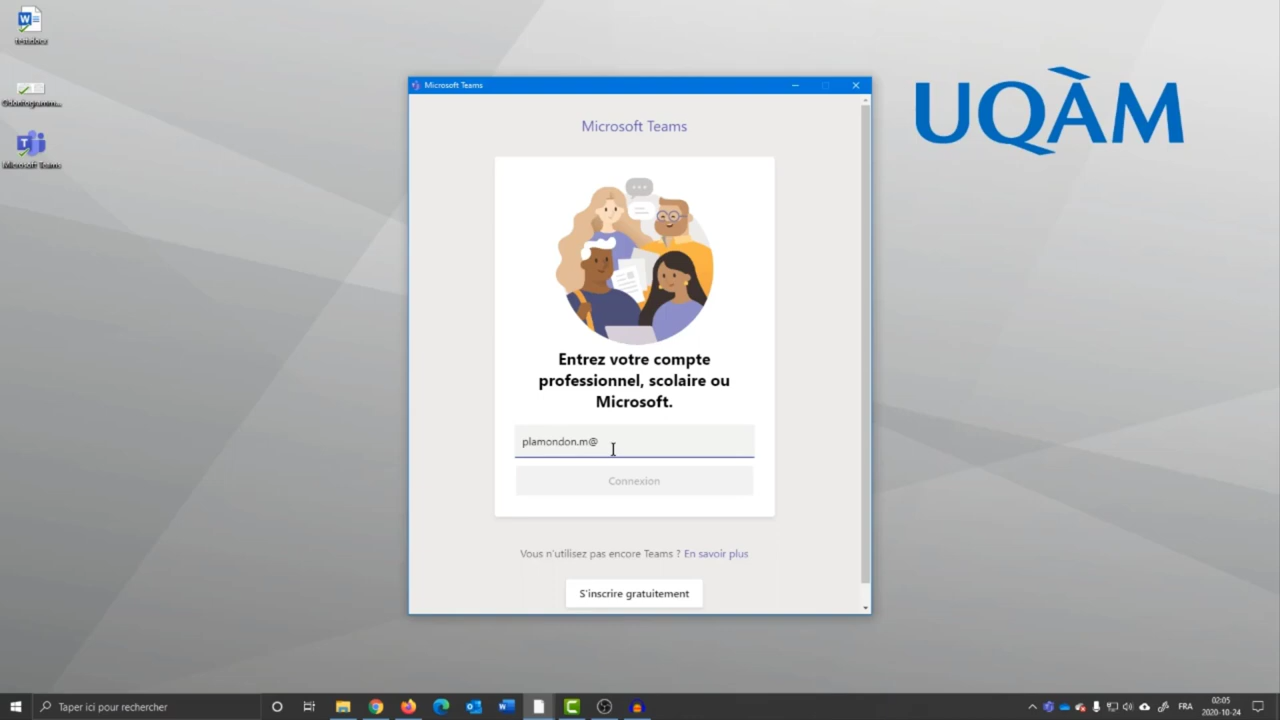 Microsoft Teams
UQÀM
Microsoft Teams
Microsoft Teams
Entrez votre compte
professionnel, scolaire ou
Microsoft.
plamondon.m@
Connexion
Vous n'utilisez pas encore Teams ? En savoir plus
S'inscrire gratuitement
Taper ici pour rechercher
FRA
02:05
2020-10-24